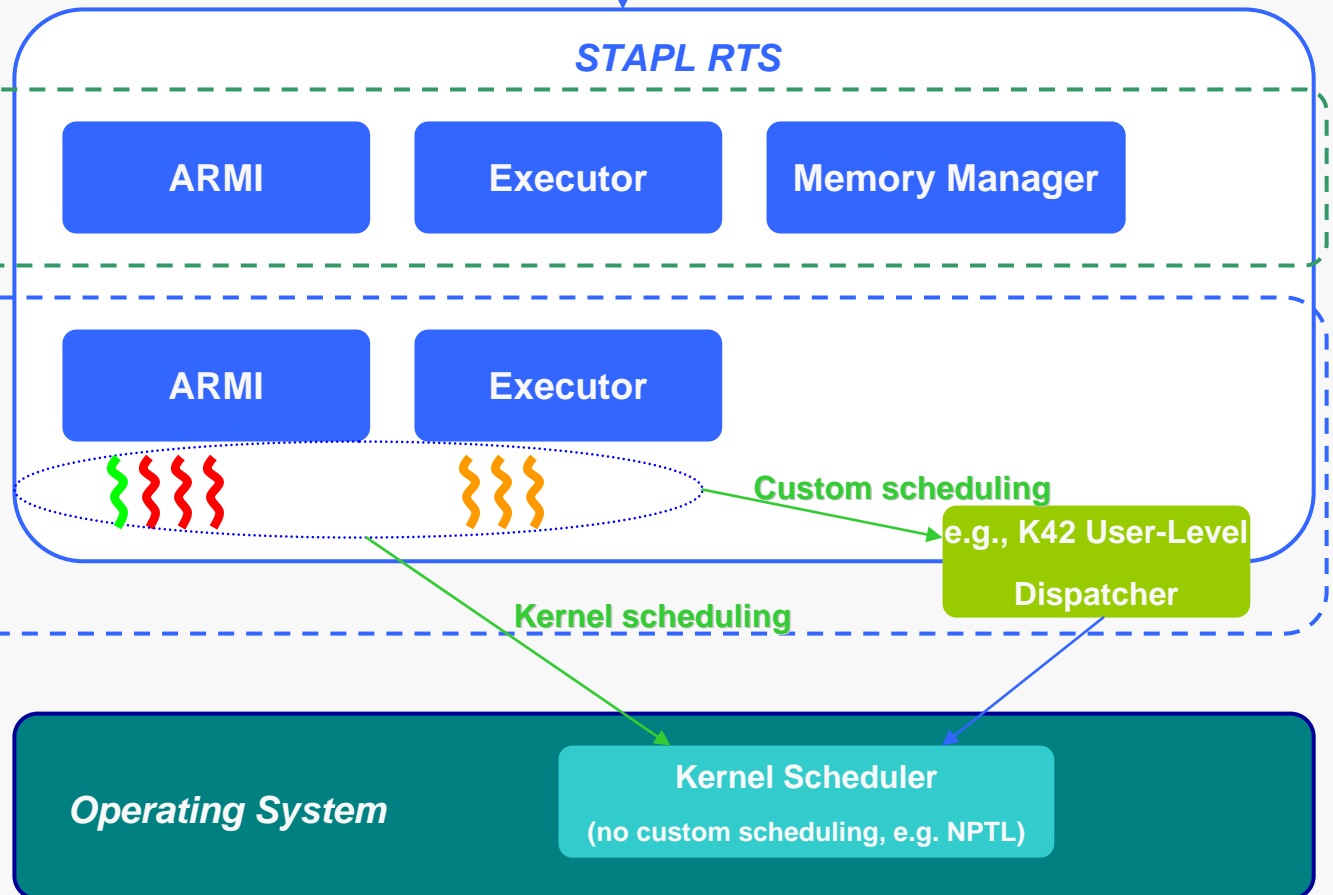 STAPL RTS
ARMI
Executor
Memory Manager
ARMI
Executor
Custom scheduling
e.g., K42 User-Level
Dispatcher
Kernel scheduling
Operating System
Kernel Scheduler
(no custom scheduling, e.g. NPTL)